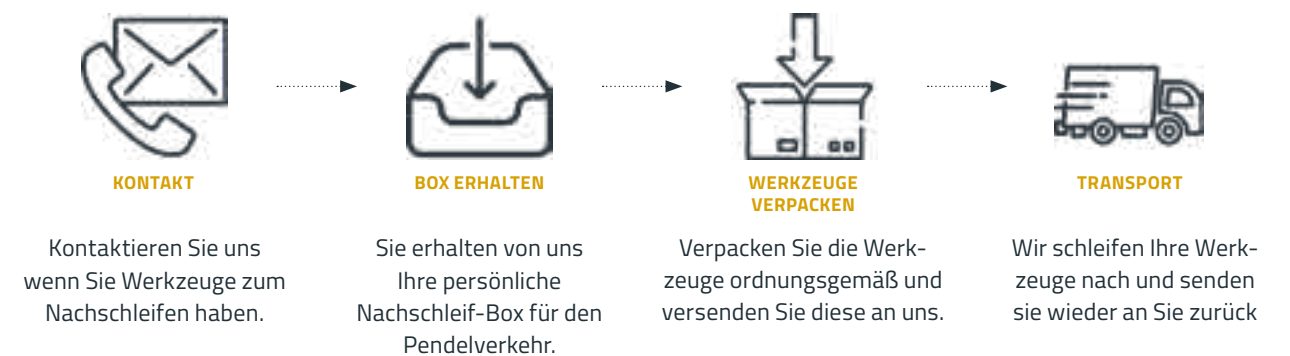 KONTAKT
Kontaktieren Sie uns
wenn Sie Werkzeuge zum
Nachschleifen haben.
BOX ERHALTEN
Sie erhalten von uns
Ihre persönliche
Nachschleif-Box für den
Pendelverkehr.
WERKZEUGE
VERPACKEN
Verpacken Sie die Werk-
zeuge ordnungsgemäß und
versenden Sie diese an uns.
TRANSPORT
Wir schleifen Ihre Werk-
zeuge nach und senden
sie wieder an Sie zurück